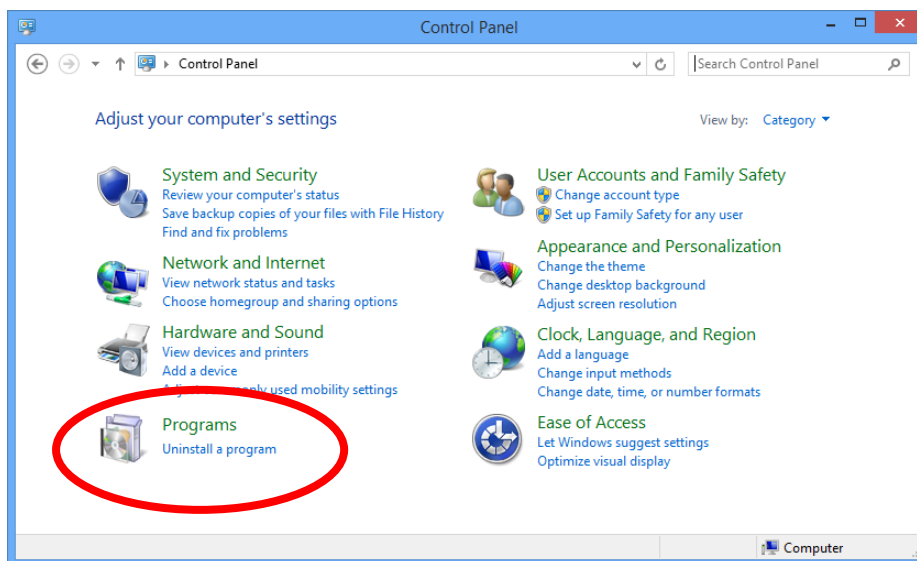 Control Panel
Control Panel
Search Control Panel
Adjust your computer's settings
View by: Category
System and Security
Review your computer's status
Save backup copies of your files with File History
Find and fix problems
Network and Internet
View network status and tasks
Choose homegroup and sharing options
Hardware and Sound
View devices and printers
Add a device
used mobility settings
Programs
Uninstall a program
User Accounts and Family Safety
Change account type
Set up Family Safety for any user
Appearance and Personalization
Change the theme
Change desktop background
Adjust screen resolution
Clock, Language, and Region
Add a language
Change input methods
Change date, time, or number formats
Ease of Access
Let Windows suggest settings
Optimize visual display
Computer